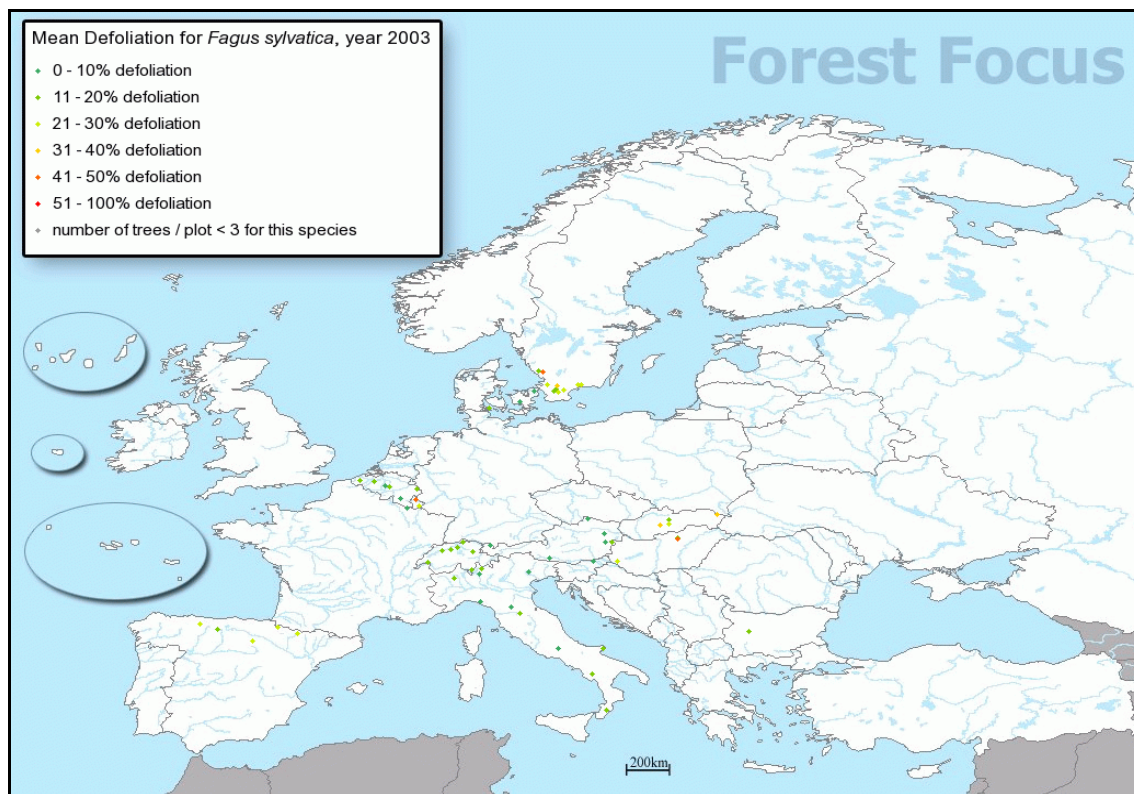 Mean Defoliation for Fagus sylvatica, year 2003
0 - 10% defoliation
11 - 20% defoliation
21 - 30% defoliation
31 - 40% defoliation
41 - 50% defoliation
51 - 100% defoliation
number of trees / plot < 3 for this species
Forest Focus
200km